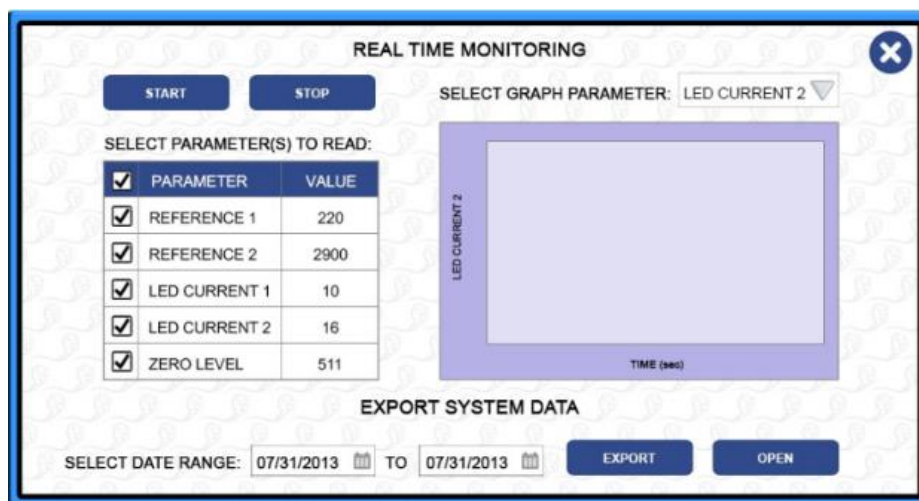 REAL TIME MONITORING
START STOP
SELECT GRAPH PARAMETER: LED CURRENT 2
SELECT PARAMETER(S) TO READ:
PARAMETER VALUE
REFERENCE 1 220
REFERENCE 2 2900
LED CURRENT 1 10
LED CURRENT 2 16
ZERO LEVEL 511
LED CURRENT 2
TIME (sec)
EXPORT SYSTEM DATA
SELECT DATE RANGE: 07/31/2013 TO 07/31/2013 EXPORT OPEN